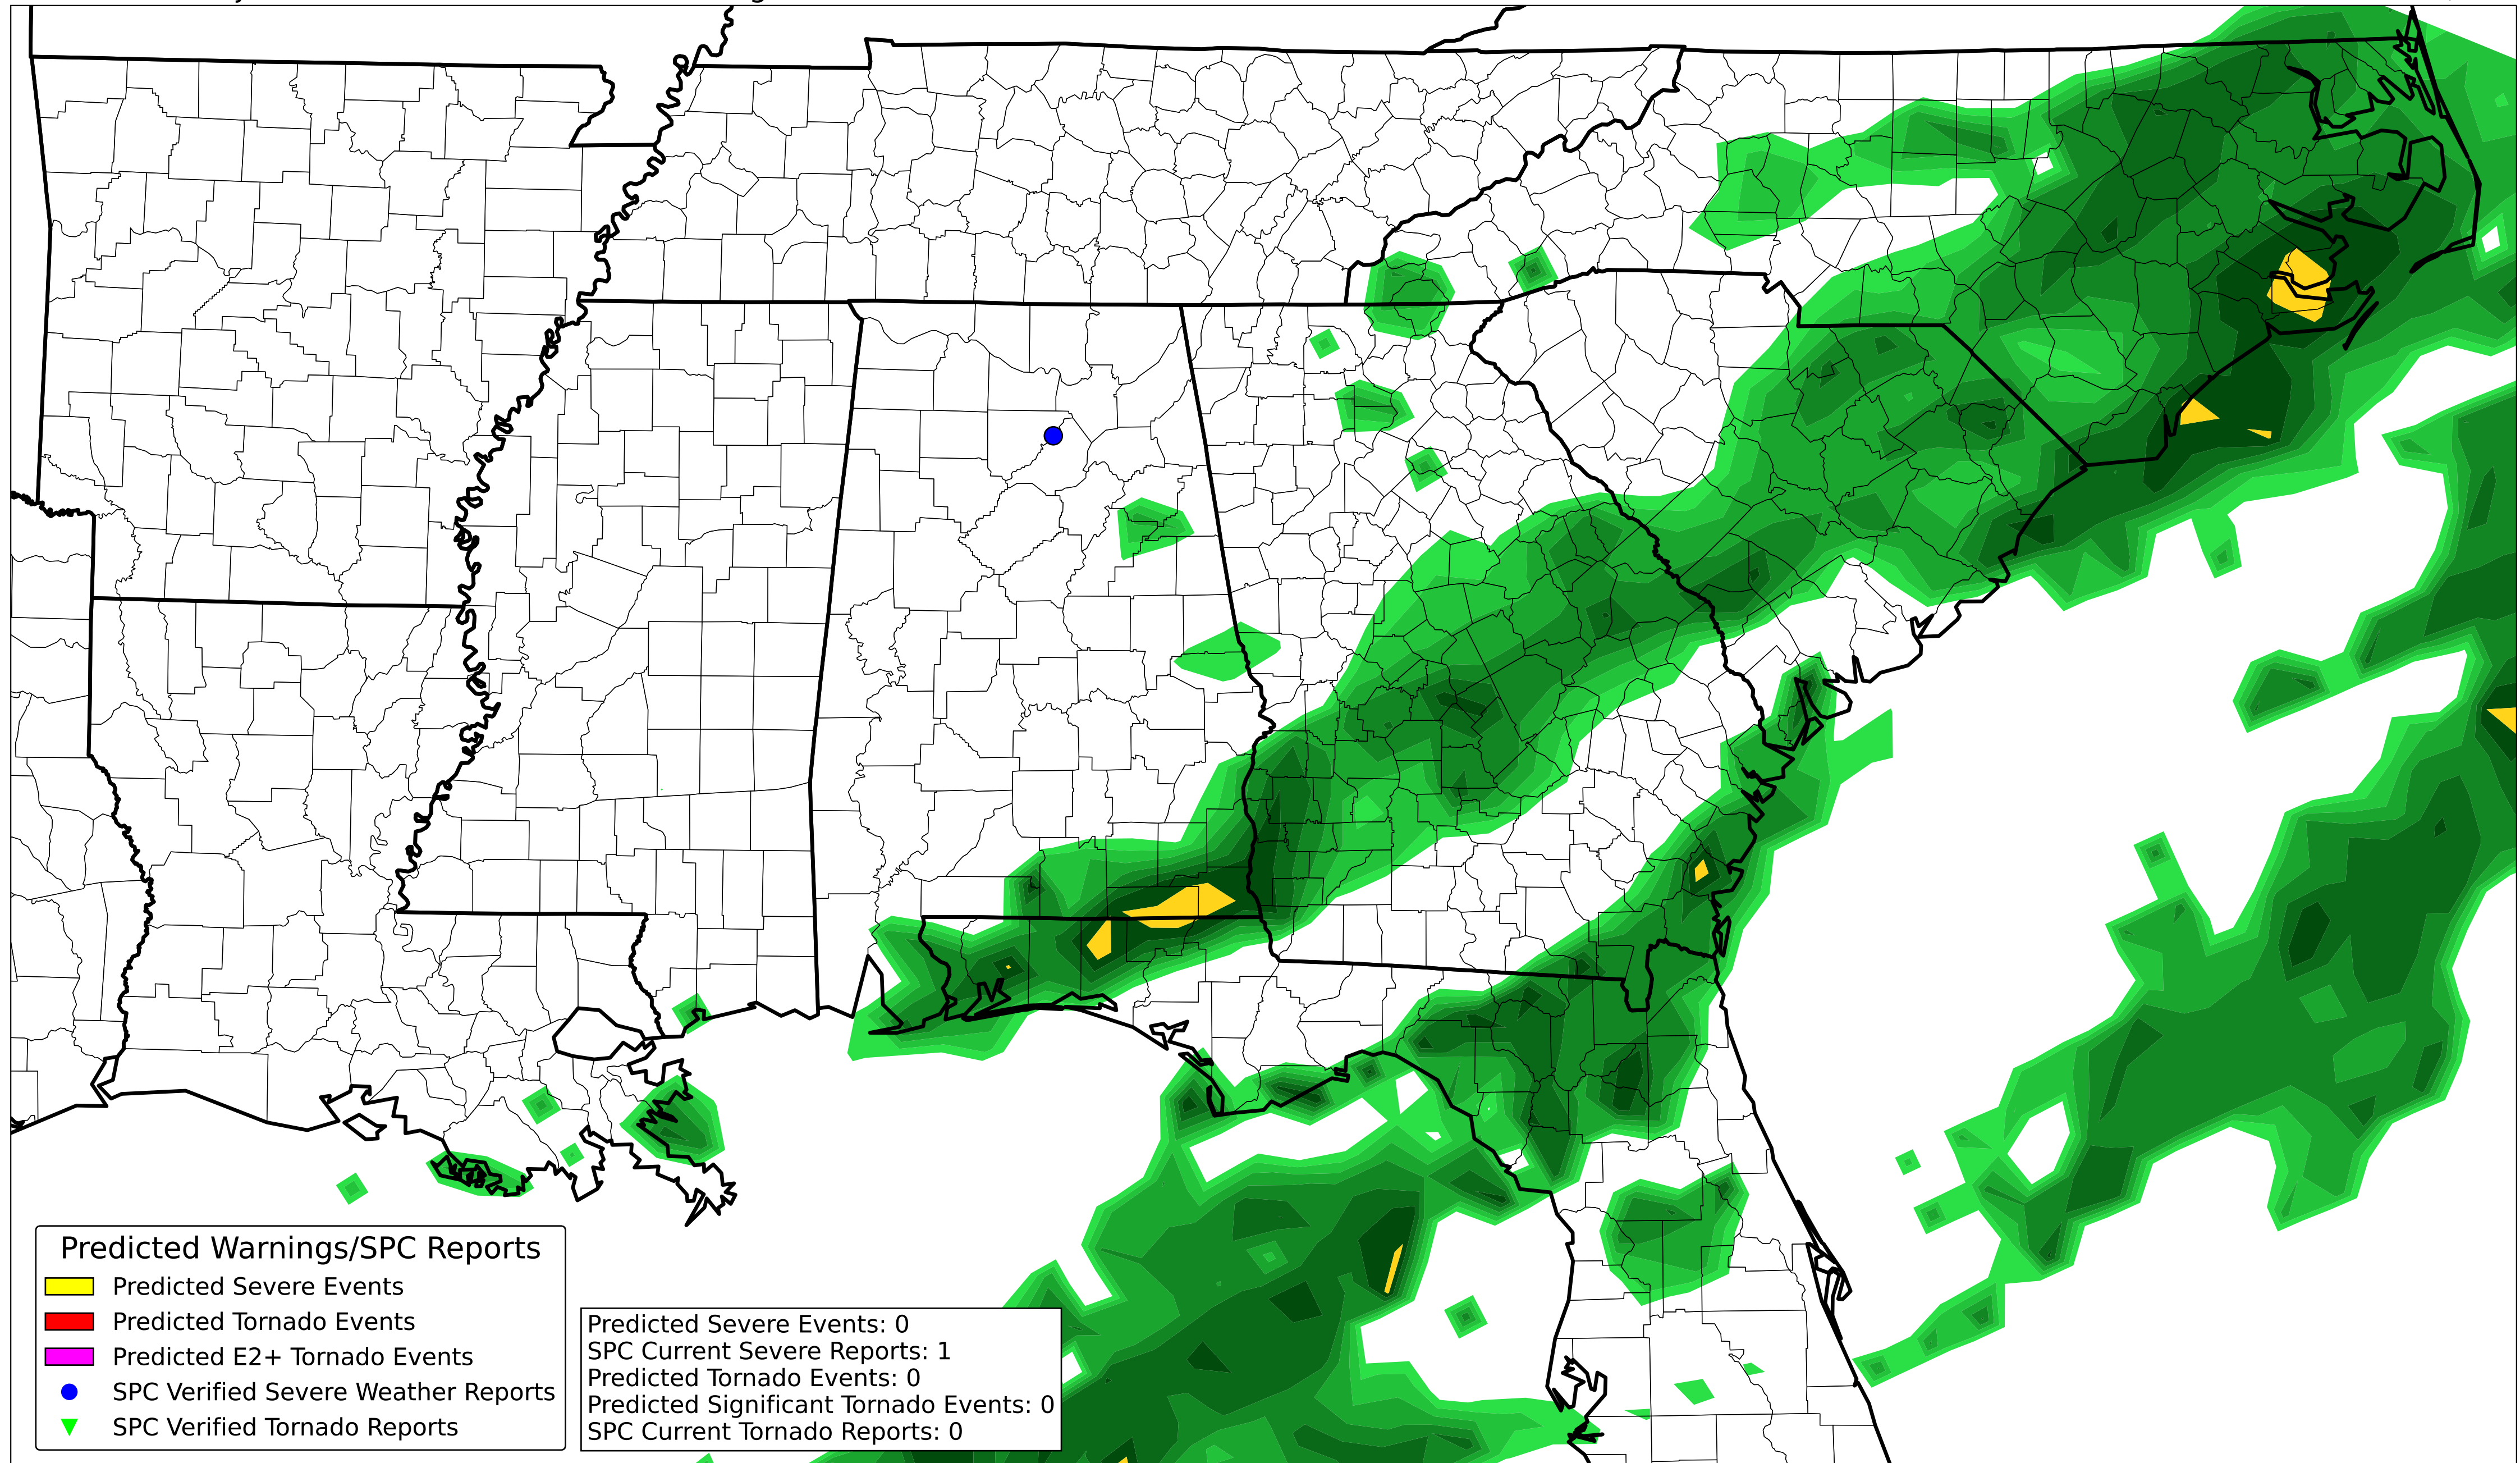 Predicted Warnings/SPC Reports
Predicted Severe Events
Predicted Tornado Events
Predicted E2+ Tornado Events
SPC Verified Severe Weather Reports
SPC Verified Tornado Reports
Predicted Severe Events: 0
SPC Current Severe Reports: 1
Predicted Tornado Events: 0
Predicted Significant Tornado Events: 0
SPC Current Tornado Reports: 0